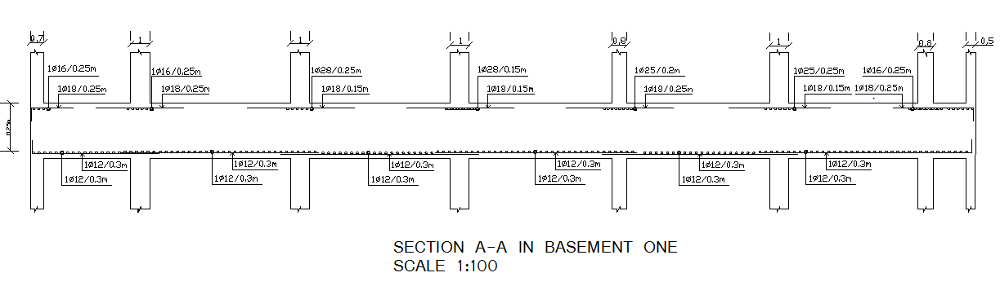 0.7 1 1 1 0.8 1 0.8 0.5
1ø16/0.25m 1ø16/0.25m 1ø28/0.25m 1ø28/0.15m 1ø25/0.2m 1ø25/0.25m 1ø16/0.25m
1ø18/0.25m 1ø18/0.25m 1ø18/0.15m 1ø18/0.15m 1ø18/0.25m 1ø18/0.15m 1ø18/0.25m
0.25m
1ø12/0.3m 1ø12/0.3m 1ø12/0.3m 1ø12/0.3m 1ø12/0.3m 1ø12/0.3m
1ø12/0.3m 1ø12/0.3m 1ø12/0.3m 1ø12/0.3m 1ø12/0.3m 1ø12/0.3m
SECTION A-A IN BASEMENT ONE
SCALE 1:100